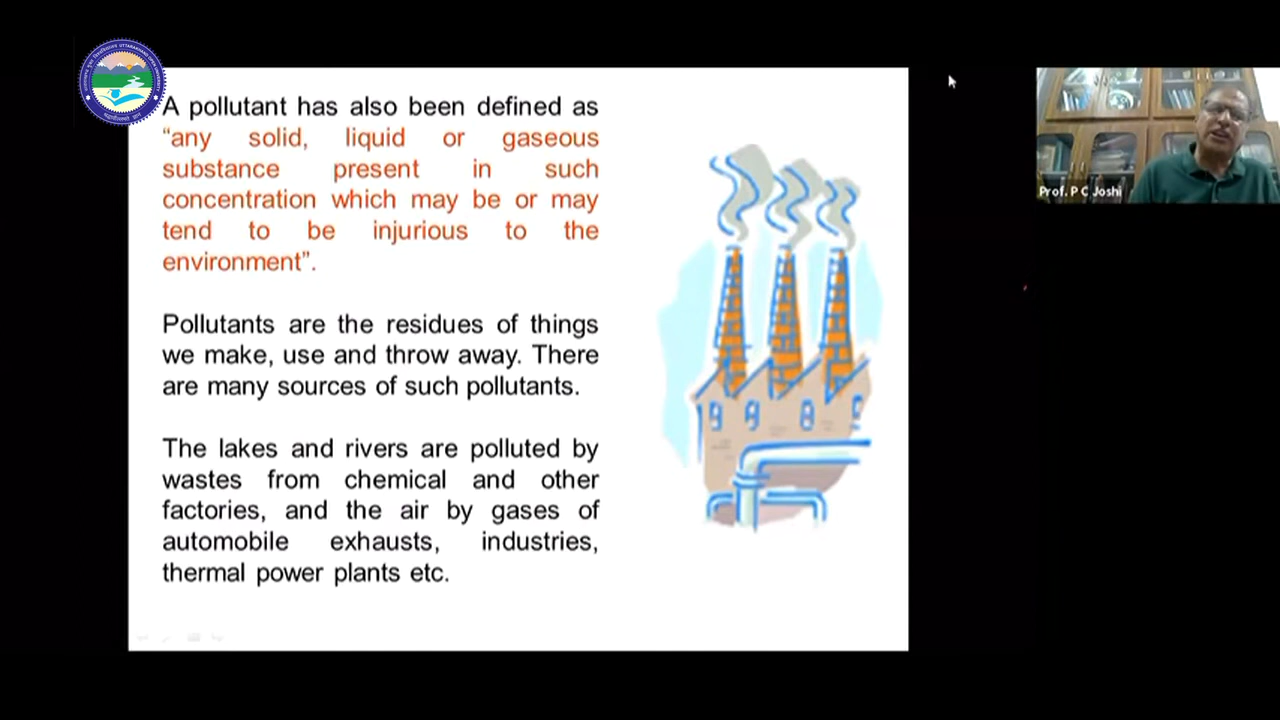 A pollutant has also been defined as
“any solid, liquid or gaseous
substance present in such
concentration which may be or may
tend to be injurious to the
environment”.
Pollutants are the residues of things
we make, use and throw away. There
are many sources of such pollutants.
The lakes and rivers are polluted by
wastes from chemical and other
factories, and the air by gases of
automobile exhausts, industries,
thermal power plants etc.
Prof. P C Joshi